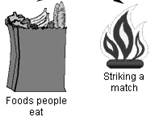 Foods people
eat
Striking a
match